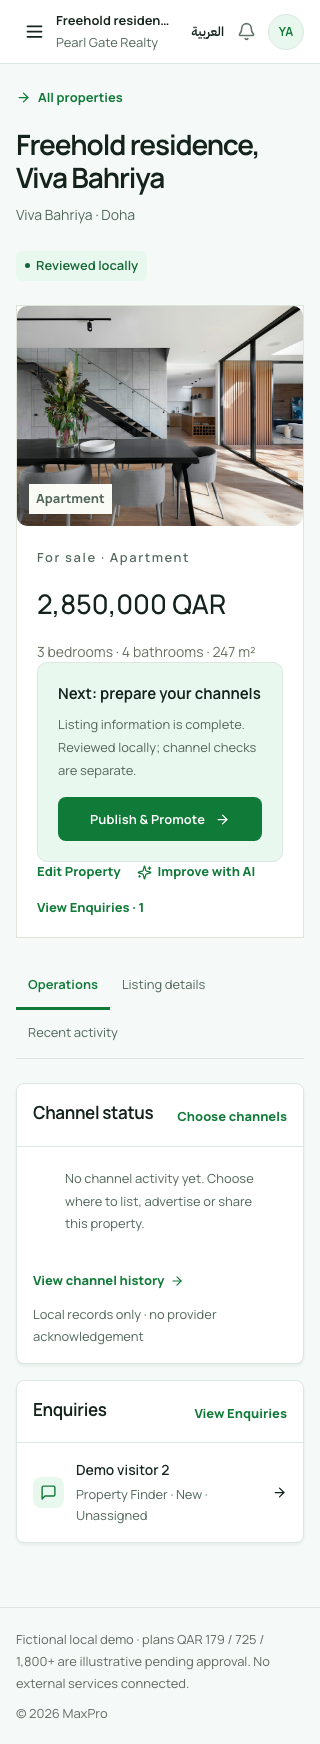 Freehold residen...
Pearl Gate Realty
العربية
YA
All properties
Freehold residence,
Viva Bahriya
Viva Bahriya · Doha
Reviewed locally
Apartment
For sale · Apartment
2,850,000 QAR
3 bedrooms · 4 bathrooms · 247 m²
Next: prepare your channels
Listing information is complete.
Reviewed locally; channel checks
are separate.
Publish & Promote
Edit Property
Improve with AI
View Enquiries · 1
Operations
Listing details
Recent activity
Channel status
Choose channels
No channel activity yet. Choose
where to list, advertise or share
this property.
View channel history
Local records only · no provider
acknowledgement
Enquiries
View Enquiries
Demo visitor 2
Property Finder · New ·
Unassigned
Fictional local demo · plans QAR 179 / 725 /
1,800+ are illustrative pending approval. No
external services connected.
© 2026 MaxPro